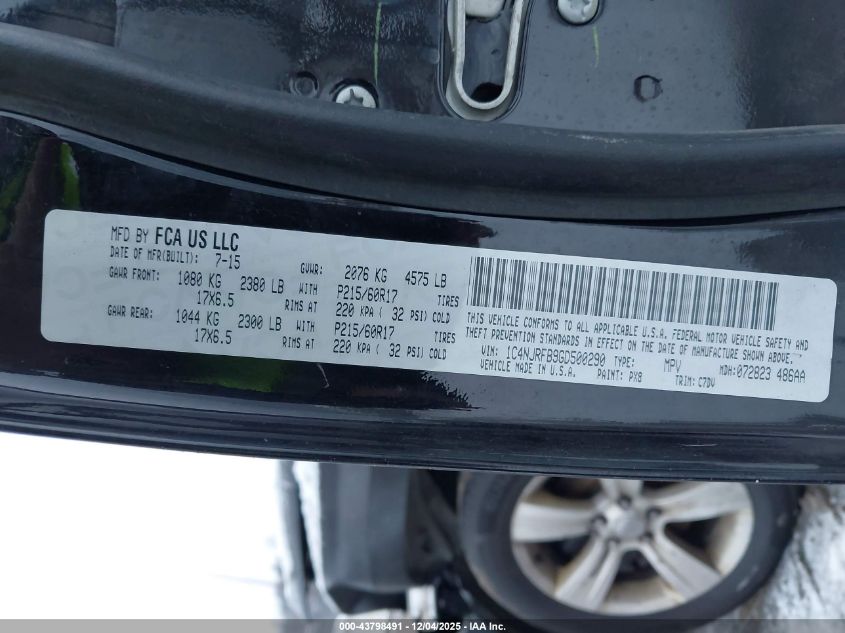 MFD BY FCA US LLC
DATE OF MFR(BUILT): 7-15
GVWR: 2076 KG 4575 LB
GAWR FRONT: 1080 KG 2380 LB WITH P215/60R17 TIRES
17X6.5 RIMS AT 220 KPA ( 32 PSI) COLD
GAWR REAR: 1044 KG 2300 LB WITH P215/60R17 TIRES
17X6.5 RIMS AT 220 KPA ( 32 PSI) COLD
THIS VEHICLE CONFORMS TO ALL APPLICABLE U.S.A. FEDERAL MOTOR VEHICLE SAFETY AND
THEFT PREVENTION STANDARDS IN EFFECT ON THE DATE OF MANUFACTURE SHOWN ABOVE.
VIN: 1C4NJRFB9GD500290 TYPE: MPV MDH:072823 486AA
VEHICLE MADE IN U.S.A. PAINT: PX8 TRIM: C7DV
000-43798491 - 12/04/2025 - IAA Inc.